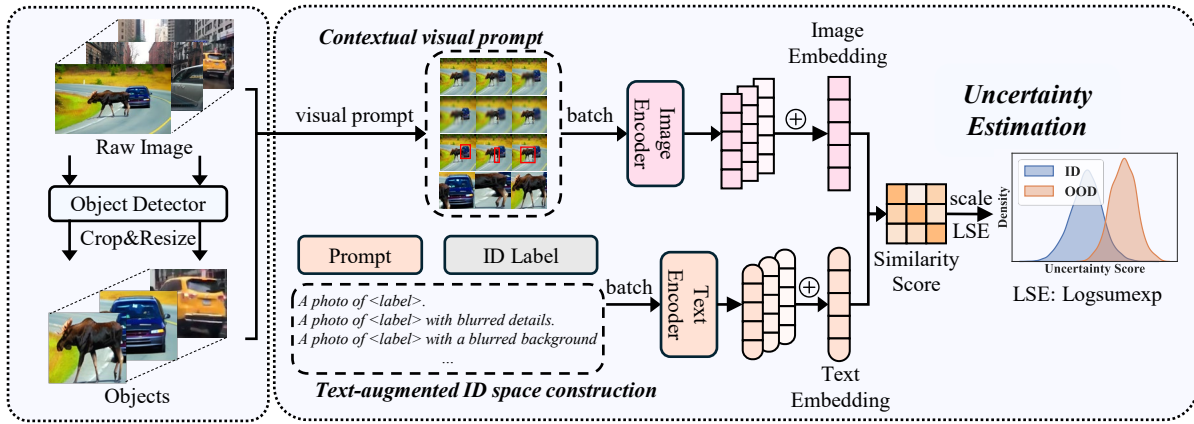 Raw Image
Object Detector
Crop&Resize
Objects
Contextual visual prompt
visual prompt
batch
Image
Encoder
Image
Embedding
Prompt
ID Label
A photo of <label>.
A photo of <label> with blurred details.
A photo of <label> with a blurred background
...
Text-augmented ID space construction
batch
Text
Encoder
Text
Embedding
Similarity
Score
scale
LSE
Uncertainty
Estimation
ID
OOD
Density
Uncertainty Score
LSE: Logsumexp